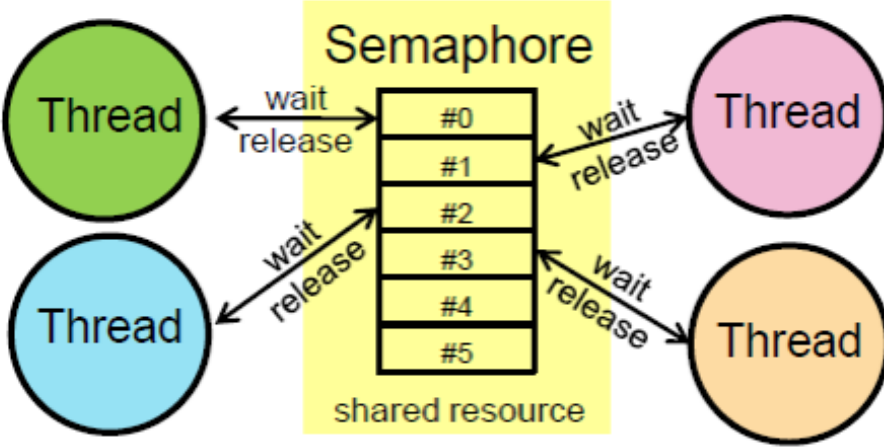 Semaphore
Thread
wait
release
#0
#1
#2
#3
#4
#5
wait
release
Thread
Thread
wait
release
wait
release
Thread
shared resource